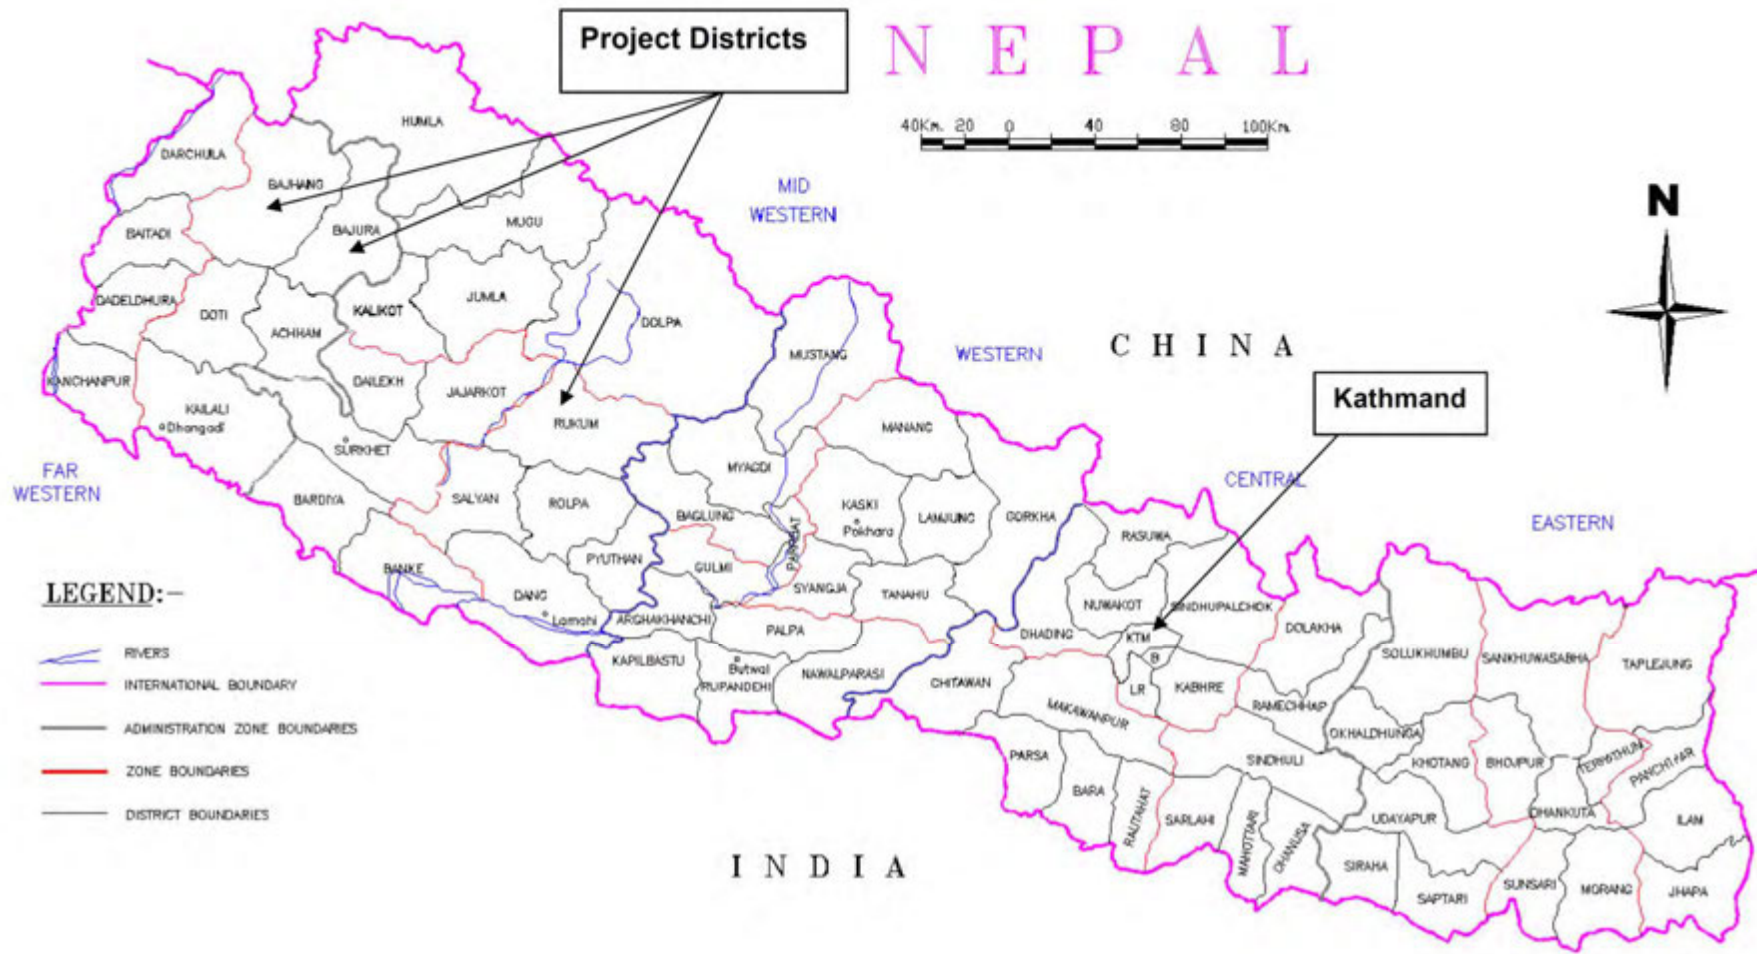 Project Districts
N E P A L
40Km. 20 0 40 80 100Km.
HUMLA
DARCHULA
BAJHANG
MID
WESTERN
N
MUGU
BAJURA
BAITADI
DADELDHURA
DOTI
ACHHAM
KALIKOT
JUMLA
DOLPA
MUSTANG
WESTERN
C H I N A
KANCHANPUR
KAILALI
Dhangadi
DAILEKH
JAJARKOT
RUKUM
MANANG
Kathmand
SURKHET
FAR
WESTERN
BARDIYA
SALYAN
ROLPA
MYAGDI
BAGLUNG
KASKI
Pokhara
LAMJUNG
GORKHA
CENTRAL
EASTERN
RASUWA
PARBAT
BANKE
PYUTHAN
GULMI
SYANGJA
TANAHU
NUWAKOT
SINDHUPALCHOK
LEGEND:-
DANG
Lamahi
ARGHAKHANCHI
PALPA
DHADING
KTM
B
LR
DOLAKHA
SOLUKHUMBU
SANKHUWASABHA
TAPLEJUNG
KAPILBASTU
Butwal
RUPANDEHI
NAWALPARASI
CHITAWAN
KABHRE
RAMECHHAP
MAKAWANPUR
OKHALDHUNGA
RIVERS
INTERNATIONAL BOUNDARY
ADMINISTRATION ZONE BOUNDARIES
ZONE BOUNDARIES
DISTRICT BOUNDARIES
PARSA
BARA
RAUTAHAT
SARLAHI
SINDHULI
KHOTANG
BHOJPUR
TERHATHUM
PANCHTHAR
MAHOTTARI
DHANUSA
UDAYAPUR
DHANKUTA
ILAM
I N D I A
SIRAHA
SAPTARI
SUNSARI
MORANG
JHAPA